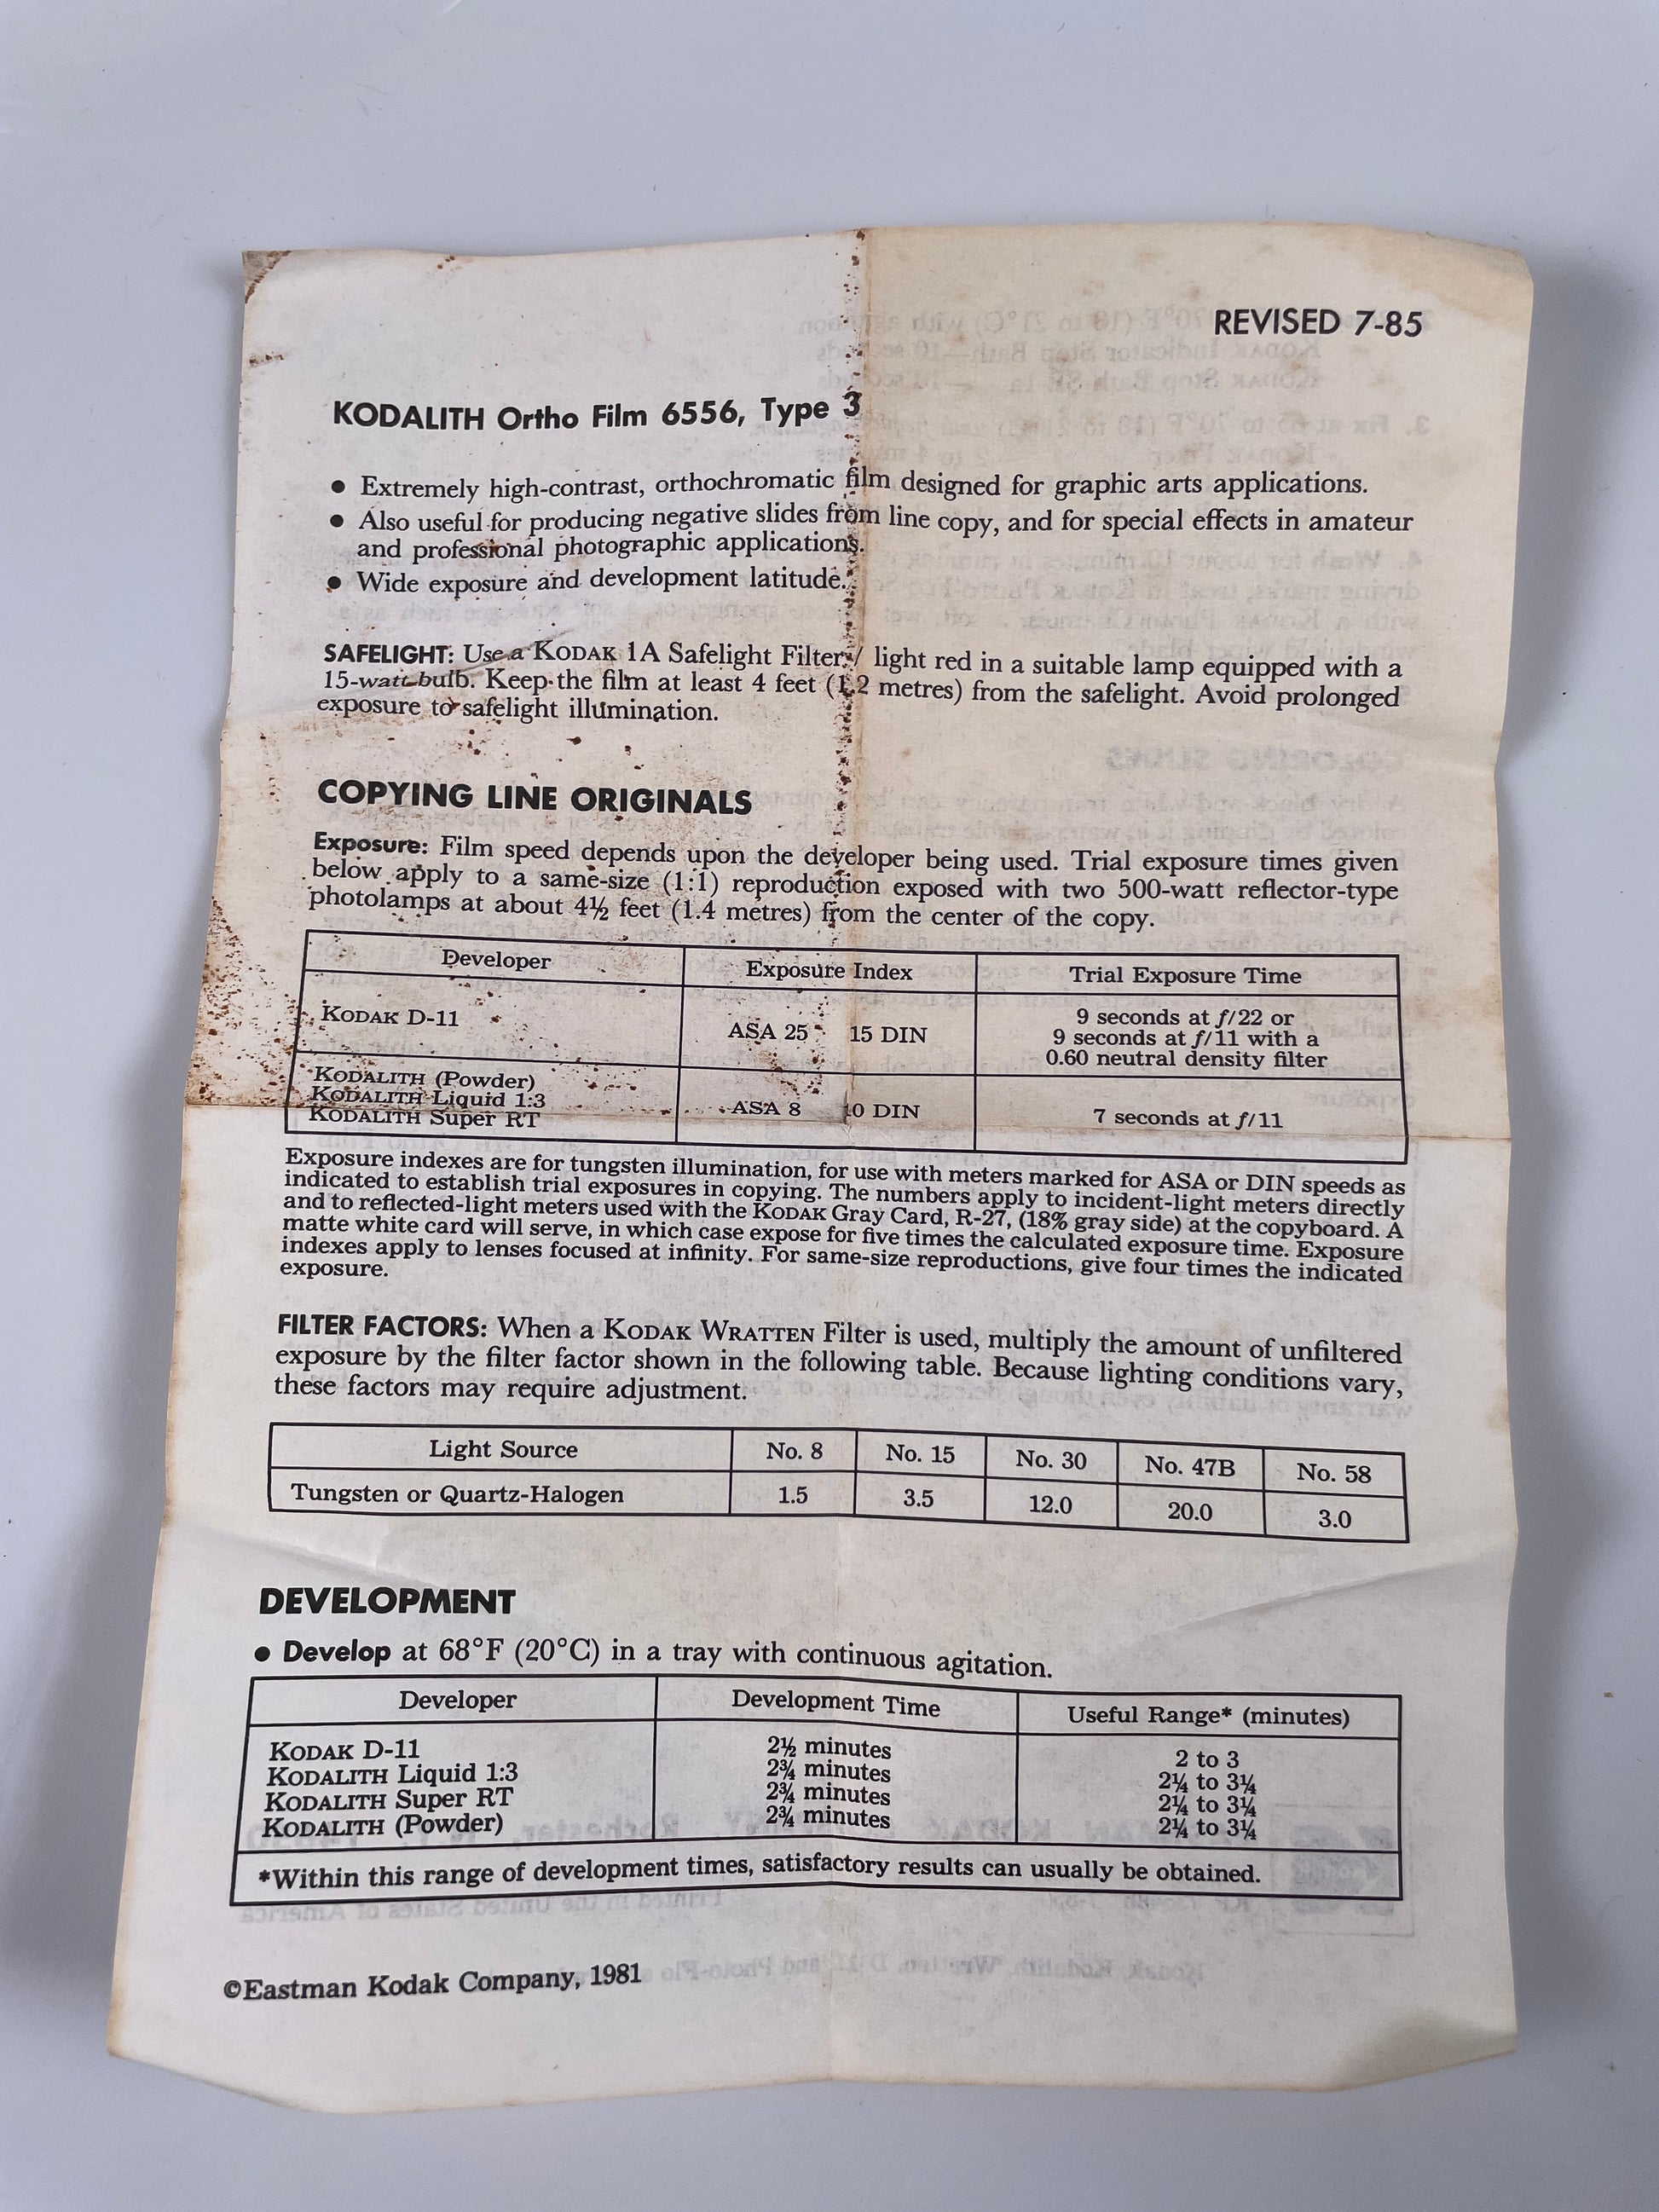 REVISED 7-85
KODALITH Ortho Film 6556, Type 3
● Extremely high-contrast, orthochromatic film designed for graphic arts applications.
● Also useful for producing negative slides from line copy, and for special effects in amateur
and professional photographic applications.
● Wide exposure and development latitude.
SAFELIGHT: Use a KODAK 1A Safelight Filter / light red in a suitable lamp equipped with a
15-watt bulb. Keep the film at least 4 feet (1.2 metres) from the safelight. Avoid prolonged
exposure to safelight illumination.
COPYING LINE ORIGINALS
Exposure: Film speed depends upon the developer being used. Trial exposure times given
below apply to a same-size (1:1) reproduction exposed with two 500-watt reflector-type
photolamps at about 4½ feet (1.4 metres) from the center of the copy.
Developer Exposure Index Trial Exposure Time
KODAK D-11 ASA 25 15 DIN 9 seconds at f/22 or
9 seconds at f/11 with a
0.60 neutral density filter
KODALITH (Powder)
KODALITH Liquid 1:3
KODALITH Super RT ASA 8 10 DIN 7 seconds at f/11
Exposure indexes are for tungsten illumination, for use with meters marked for ASA or DIN speeds as
indicated to establish trial exposures in copying. The numbers apply to incident-light meters directly
and to reflected-light meters used with the KODAK Gray Card, R-27, (18% gray side) at the copyboard. A
matte white card will serve, in which case expose for five times the calculated exposure time. Exposure
indexes apply to lenses focused at infinity. For same-size reproductions, give four times the indicated
exposure.
FILTER FACTORS: When a KODAK WRATTEN Filter is used, multiply the amount of unfiltered
exposure by the filter factor shown in the following table. Because lighting conditions vary,
these factors may require adjustment.
Light Source No. 8 No. 15 No. 30 No. 47B No. 58
Tungsten or Quartz-Halogen 1.5 3.5 12.0 20.0 3.0
DEVELOPMENT
● Develop at 68°F (20°C) in a tray with continuous agitation.
Developer Development Time Useful Range* (minutes)
KODAK D-11 2½ minutes 2 to 3
KODALITH Liquid 1:3 2¾ minutes 2¼ to 3¼
KODALITH Super RT 2¾ minutes 2¼ to 3¼
KODALITH (Powder) 2¾ minutes 2¼ to 3¼
*Within this range of development times, satisfactory results can usually be obtained.
©Eastman Kodak Company, 1981